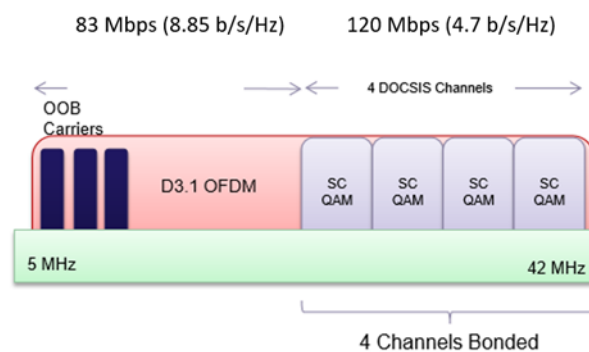 83 Mbps (8.85 b/s/Hz)
120 Mbps (4.7 b/s/Hz)
4 DOCSIS Channels
OOB
Carriers
D3.1 OFDM
SC
QAM
SC
QAM
SC
QAM
SC
QAM
5 MHz
42 MHz
4 Channels Bonded